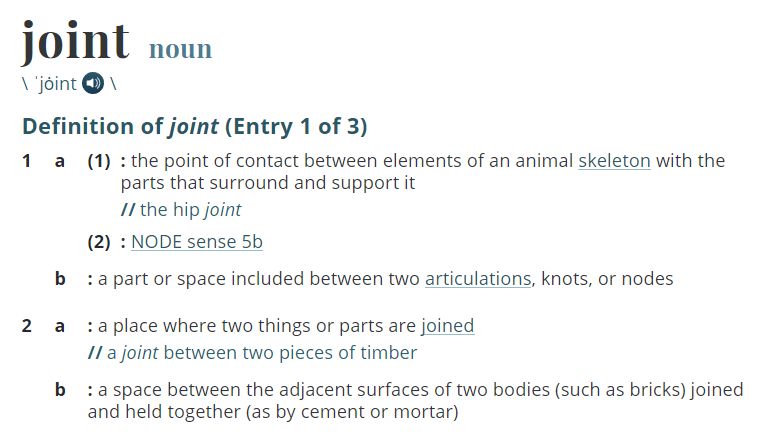 joint noun
\ ˈjȯint \
Definition of joint (Entry 1 of 3)
1 a (1) : the point of contact between elements of an animal skeleton with the
parts that surround and support it
// the hip joint
(2) : NODE sense 5b
b : a part or space included between two articulations, knots, or nodes
2 a : a place where two things or parts are joined
// a joint between two pieces of timber
b : a space between the adjacent surfaces of two bodies (such as bricks) joined
and held together (as by cement or mortar)